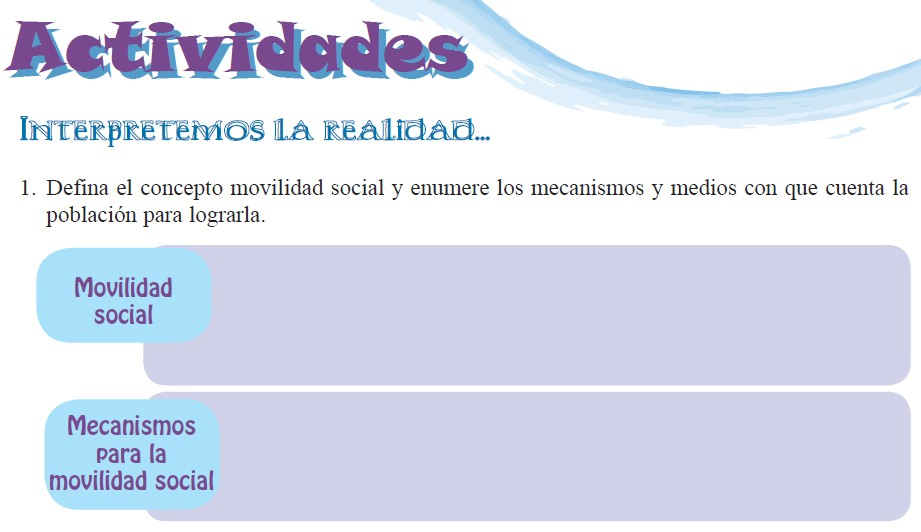 Actividades
Interpretemos la realidad...
1. Defina el concepto movilidad social y enumere los mecanismos y medios con que cuenta la
población para lograrla.
Movilidad
social
Mecanismos
para la
movilidad social